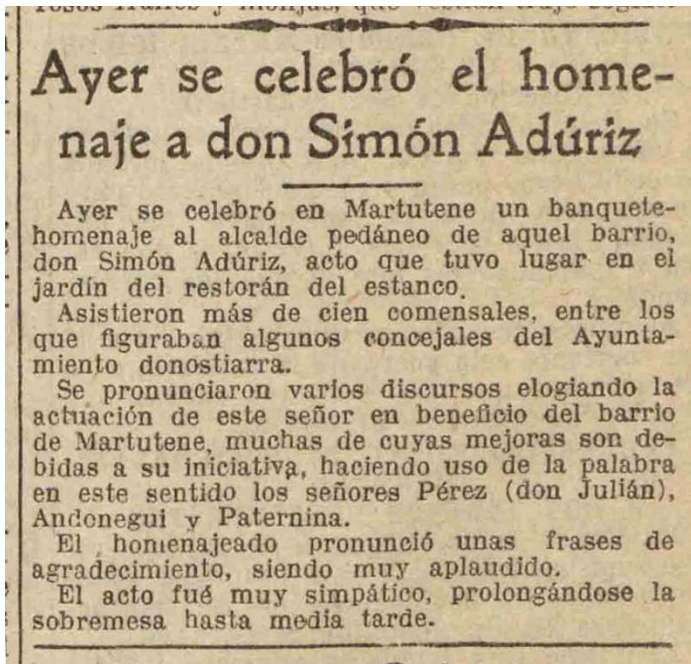 Ayer se celebró el home-
naje a don Simón Adúriz
Ayer se celebró en Martutene un banquete-
homenaje al alcalde pedáneo de aquel barrio,
don Simón Adúriz, acto que tuvo lugar en el
jardín del restorán del estanco.
Asistieron más de cien comensales, entre los
que figuraban algunos concejales del Ayunta-
miento donostiarra.
Se pronunciaron varios discursos elogiando la
actuación de este señor en beneficio del barrio
de Martutene, muchas de cuyas mejoras son de-
bidas a su iniciativa, haciendo uso de la palabra
en este sentido los señores Pérez (don Julián),
Andonegui y Paternina.
El homenajeado pronunció unas frases de
agradecimiento, siendo muy aplaudido.
El acto fué muy simpático, prolongándose la
sobremesa hasta media tarde.